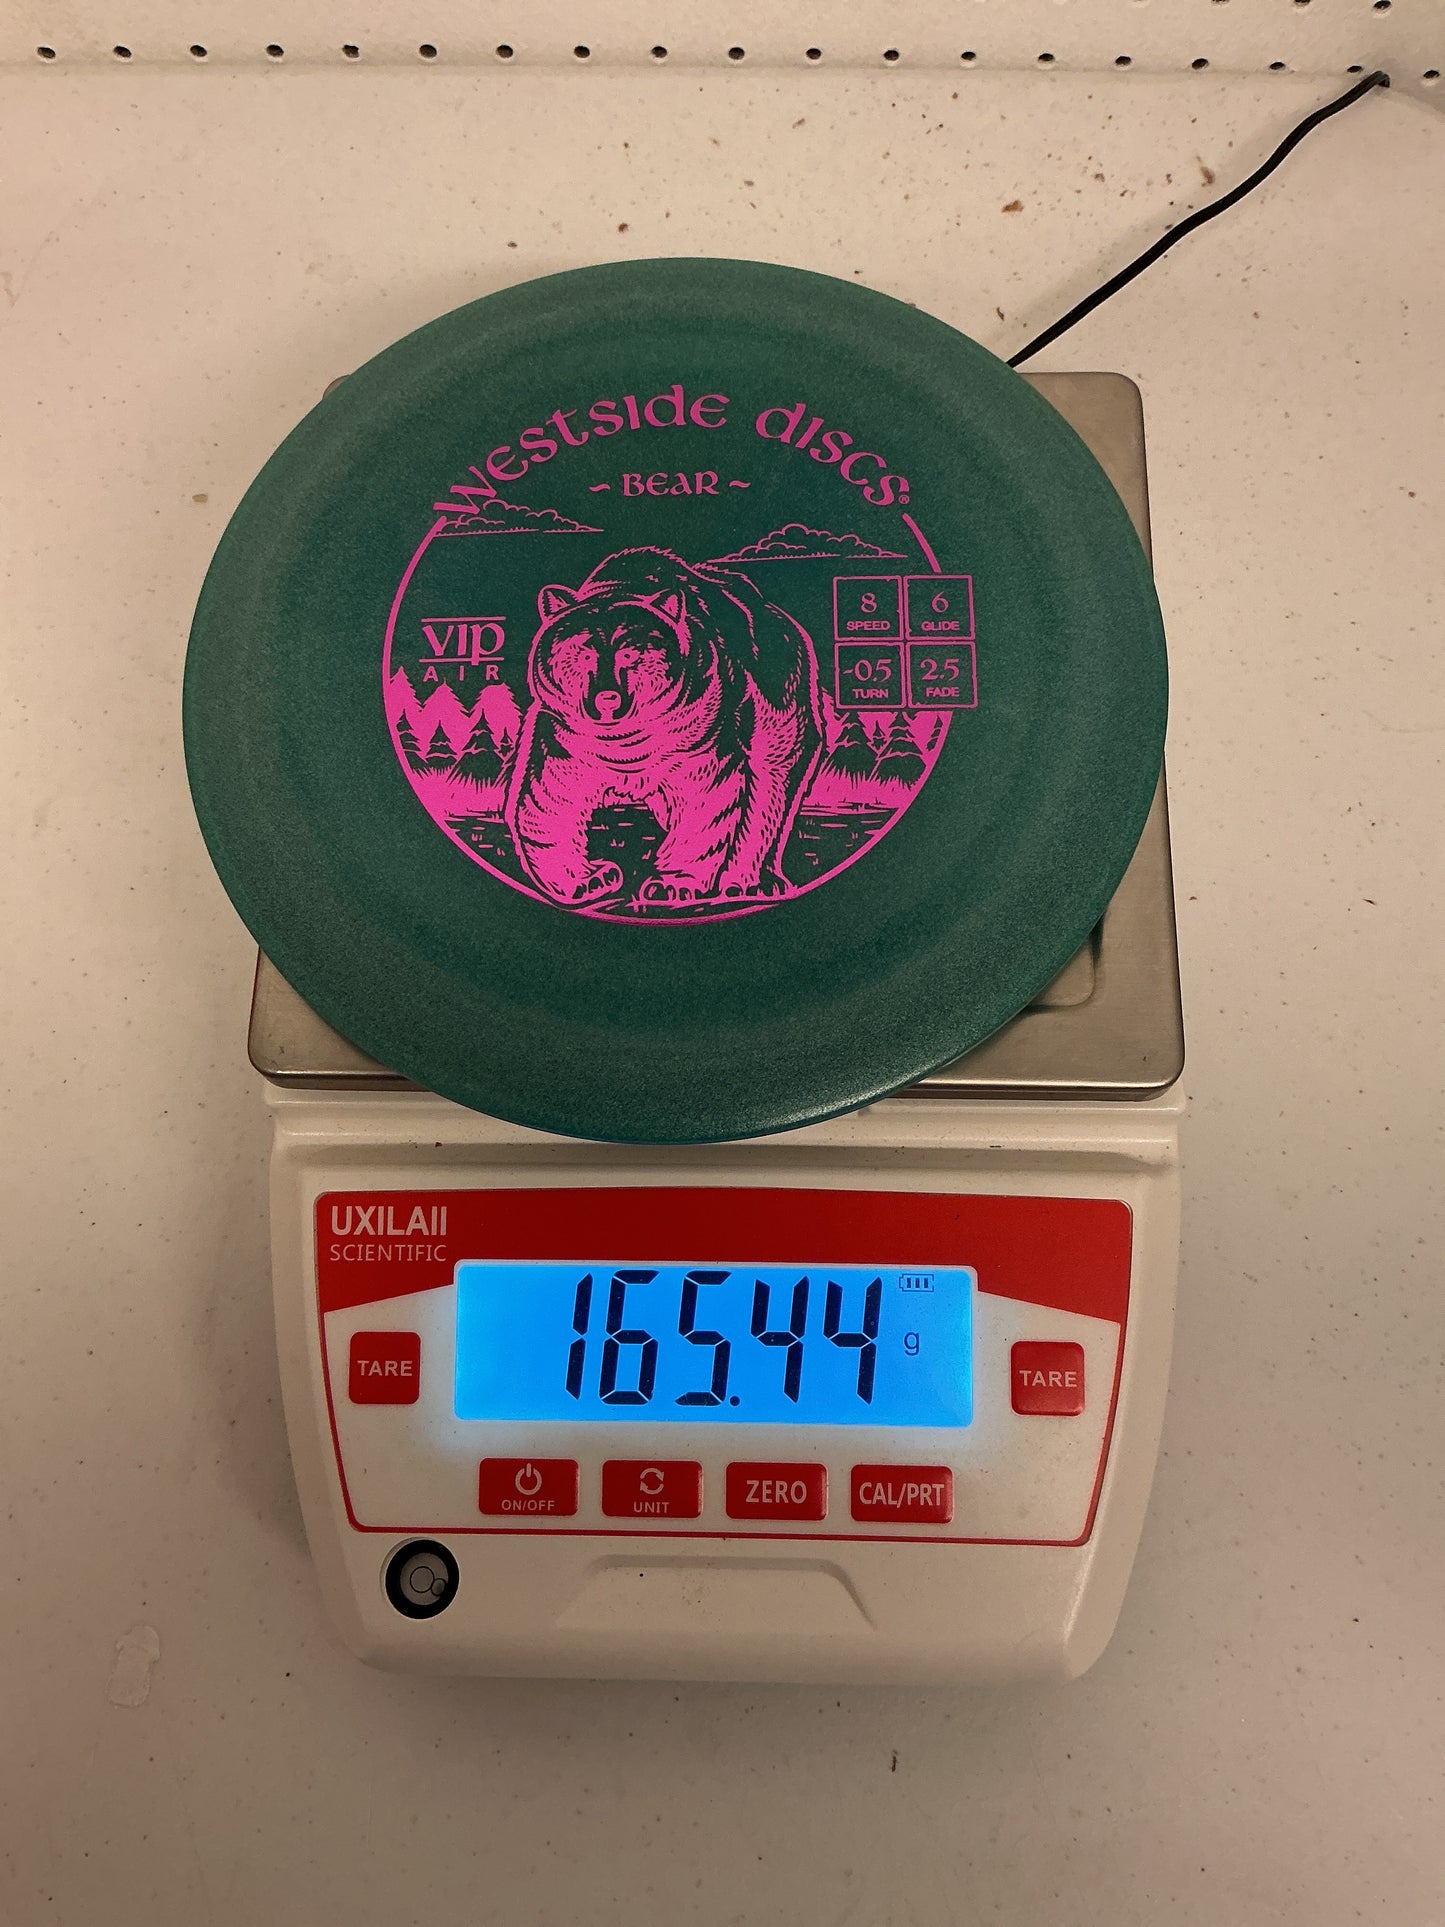 WESTSIDE DISCS®
~ BEAR ~
VIP
AIR
8
SPEED
6
GLIDE
-0.5
TURN
2.5
FADE
UXILAII
SCIENTIFIC
165.44 g
TARE
TARE
ON/OFF
UNIT
ZERO
CAL/PRT